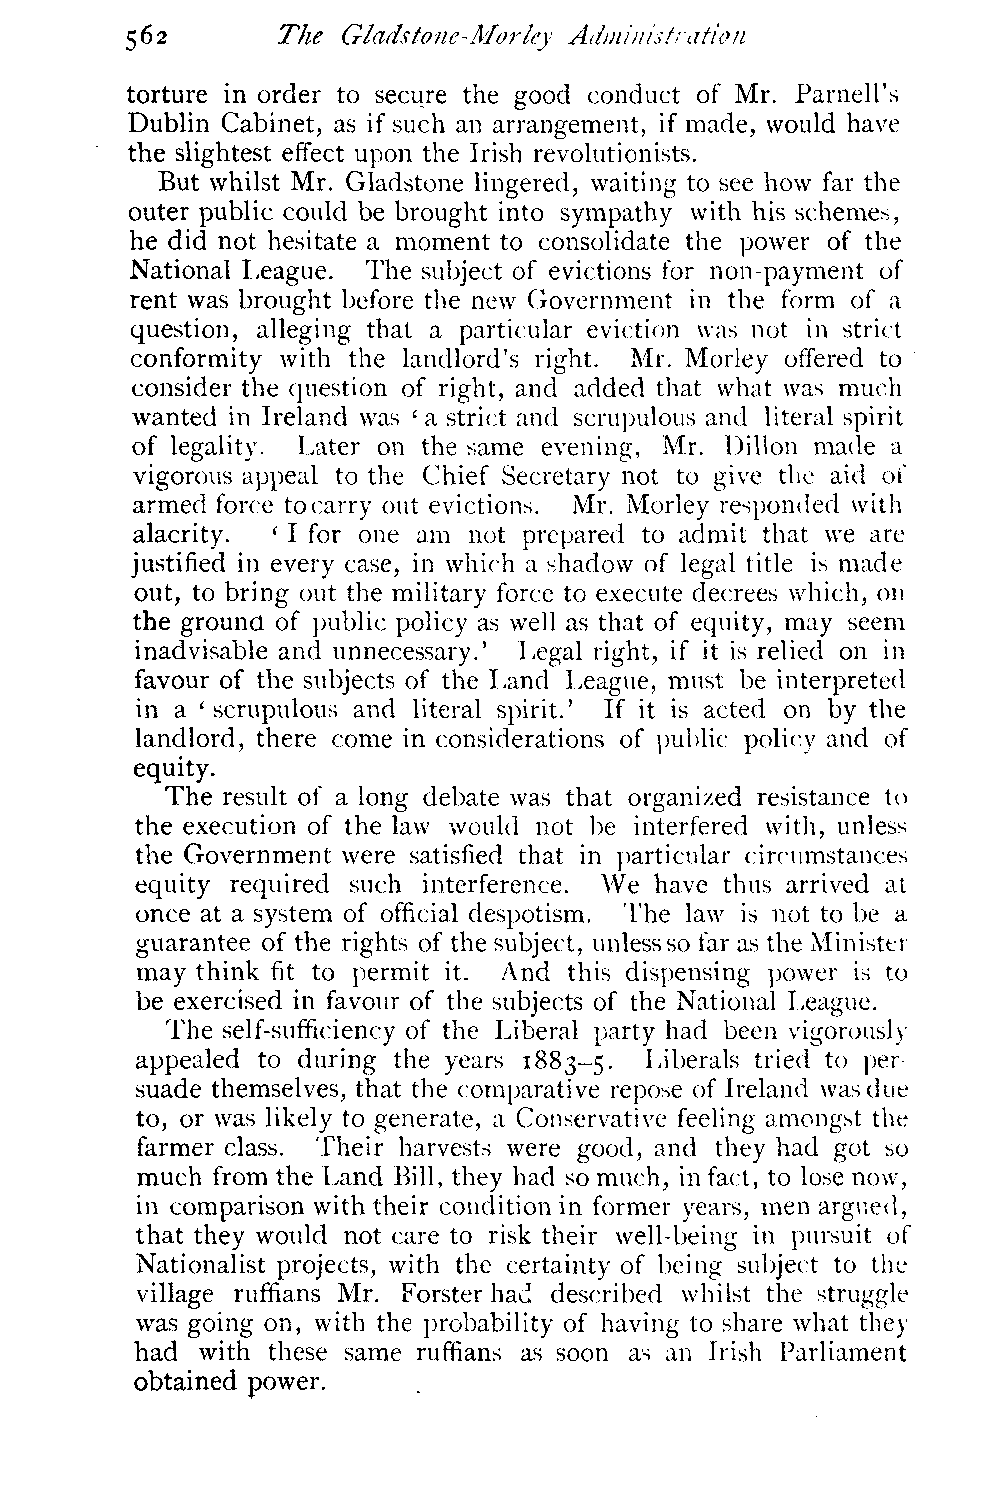 562 The Gladstone-Morley Administration
torture in order to secure the good conduct of Mr. Parnell's
Dublin Cabinet, as if such an arrangement, if made, would have
the slightest effect upon the Irish revolutionists.
But whilst Mr. Gladstone lingered, waiting to see how far the
outer public could be brought into sympathy with his schemes,
he did not hesitate a moment to consolidate the power of the
National League. The subject of evictions for non-payment of
rent was brought before the new Government in the form of a
question, alleging that a particular eviction was not in strict
conformity with the landlord's right. Mr. Morley offered to
consider the question of right, and added that what was much
wanted in Ireland was ‘a strict and scrupulous and literal spirit
of legality. Later on the same evening, Mr. Dillon made a
vigorous appeal to the Chief Secretary not to give the aid of
armed force to carry out evictions. Mr. Morley responded with
alacrity. ‘I for one am not prepared to admit that we are
justified in every case, in which a shadow of legal title is made
out, to bring out the military force to execute decrees which, on
the ground of public policy as well as that of equity, may seem
inadvisable and unnecessary.’ Legal right, if it is relied on in
favour of the subjects of the Land League, must be interpreted
in a ‘scrupulous and literal spirit.’ If it is acted on by the
landlord, there come in considerations of public policy and of
equity.
The result of a long debate was that organized resistance to
the execution of the law would not be interfered with, unless
the Government were satisfied that in particular circumstances
equity required such interference. We have thus arrived at
once at a system of official despotism. The law is not to be a
guarantee of the rights of the subject, unless so far as the Minister
may think fit to permit it. And this dispensing power is to
be exercised in favour of the subjects of the National League.
The self-sufficiency of the Liberal party had been vigorously
appealed to during the years 1883–5. Liberals tried to per-
suade themselves, that the comparative repose of Ireland was due
to, or was likely to generate, a Conservative feeling amongst the
farmer class. Their harvests were good, and they had got so
much from the Land Bill, they had so much, in fact, to lose now,
in comparison with their condition in former years, men argued,
that they would not care to risk their well-being in pursuit of
Nationalist projects, with the certainty of being subject to the
village ruffians Mr. Forster had described whilst the struggle
was going on, with the probability of having to share what they
had with these same ruffians as soon as an Irish Parliament
obtained power.